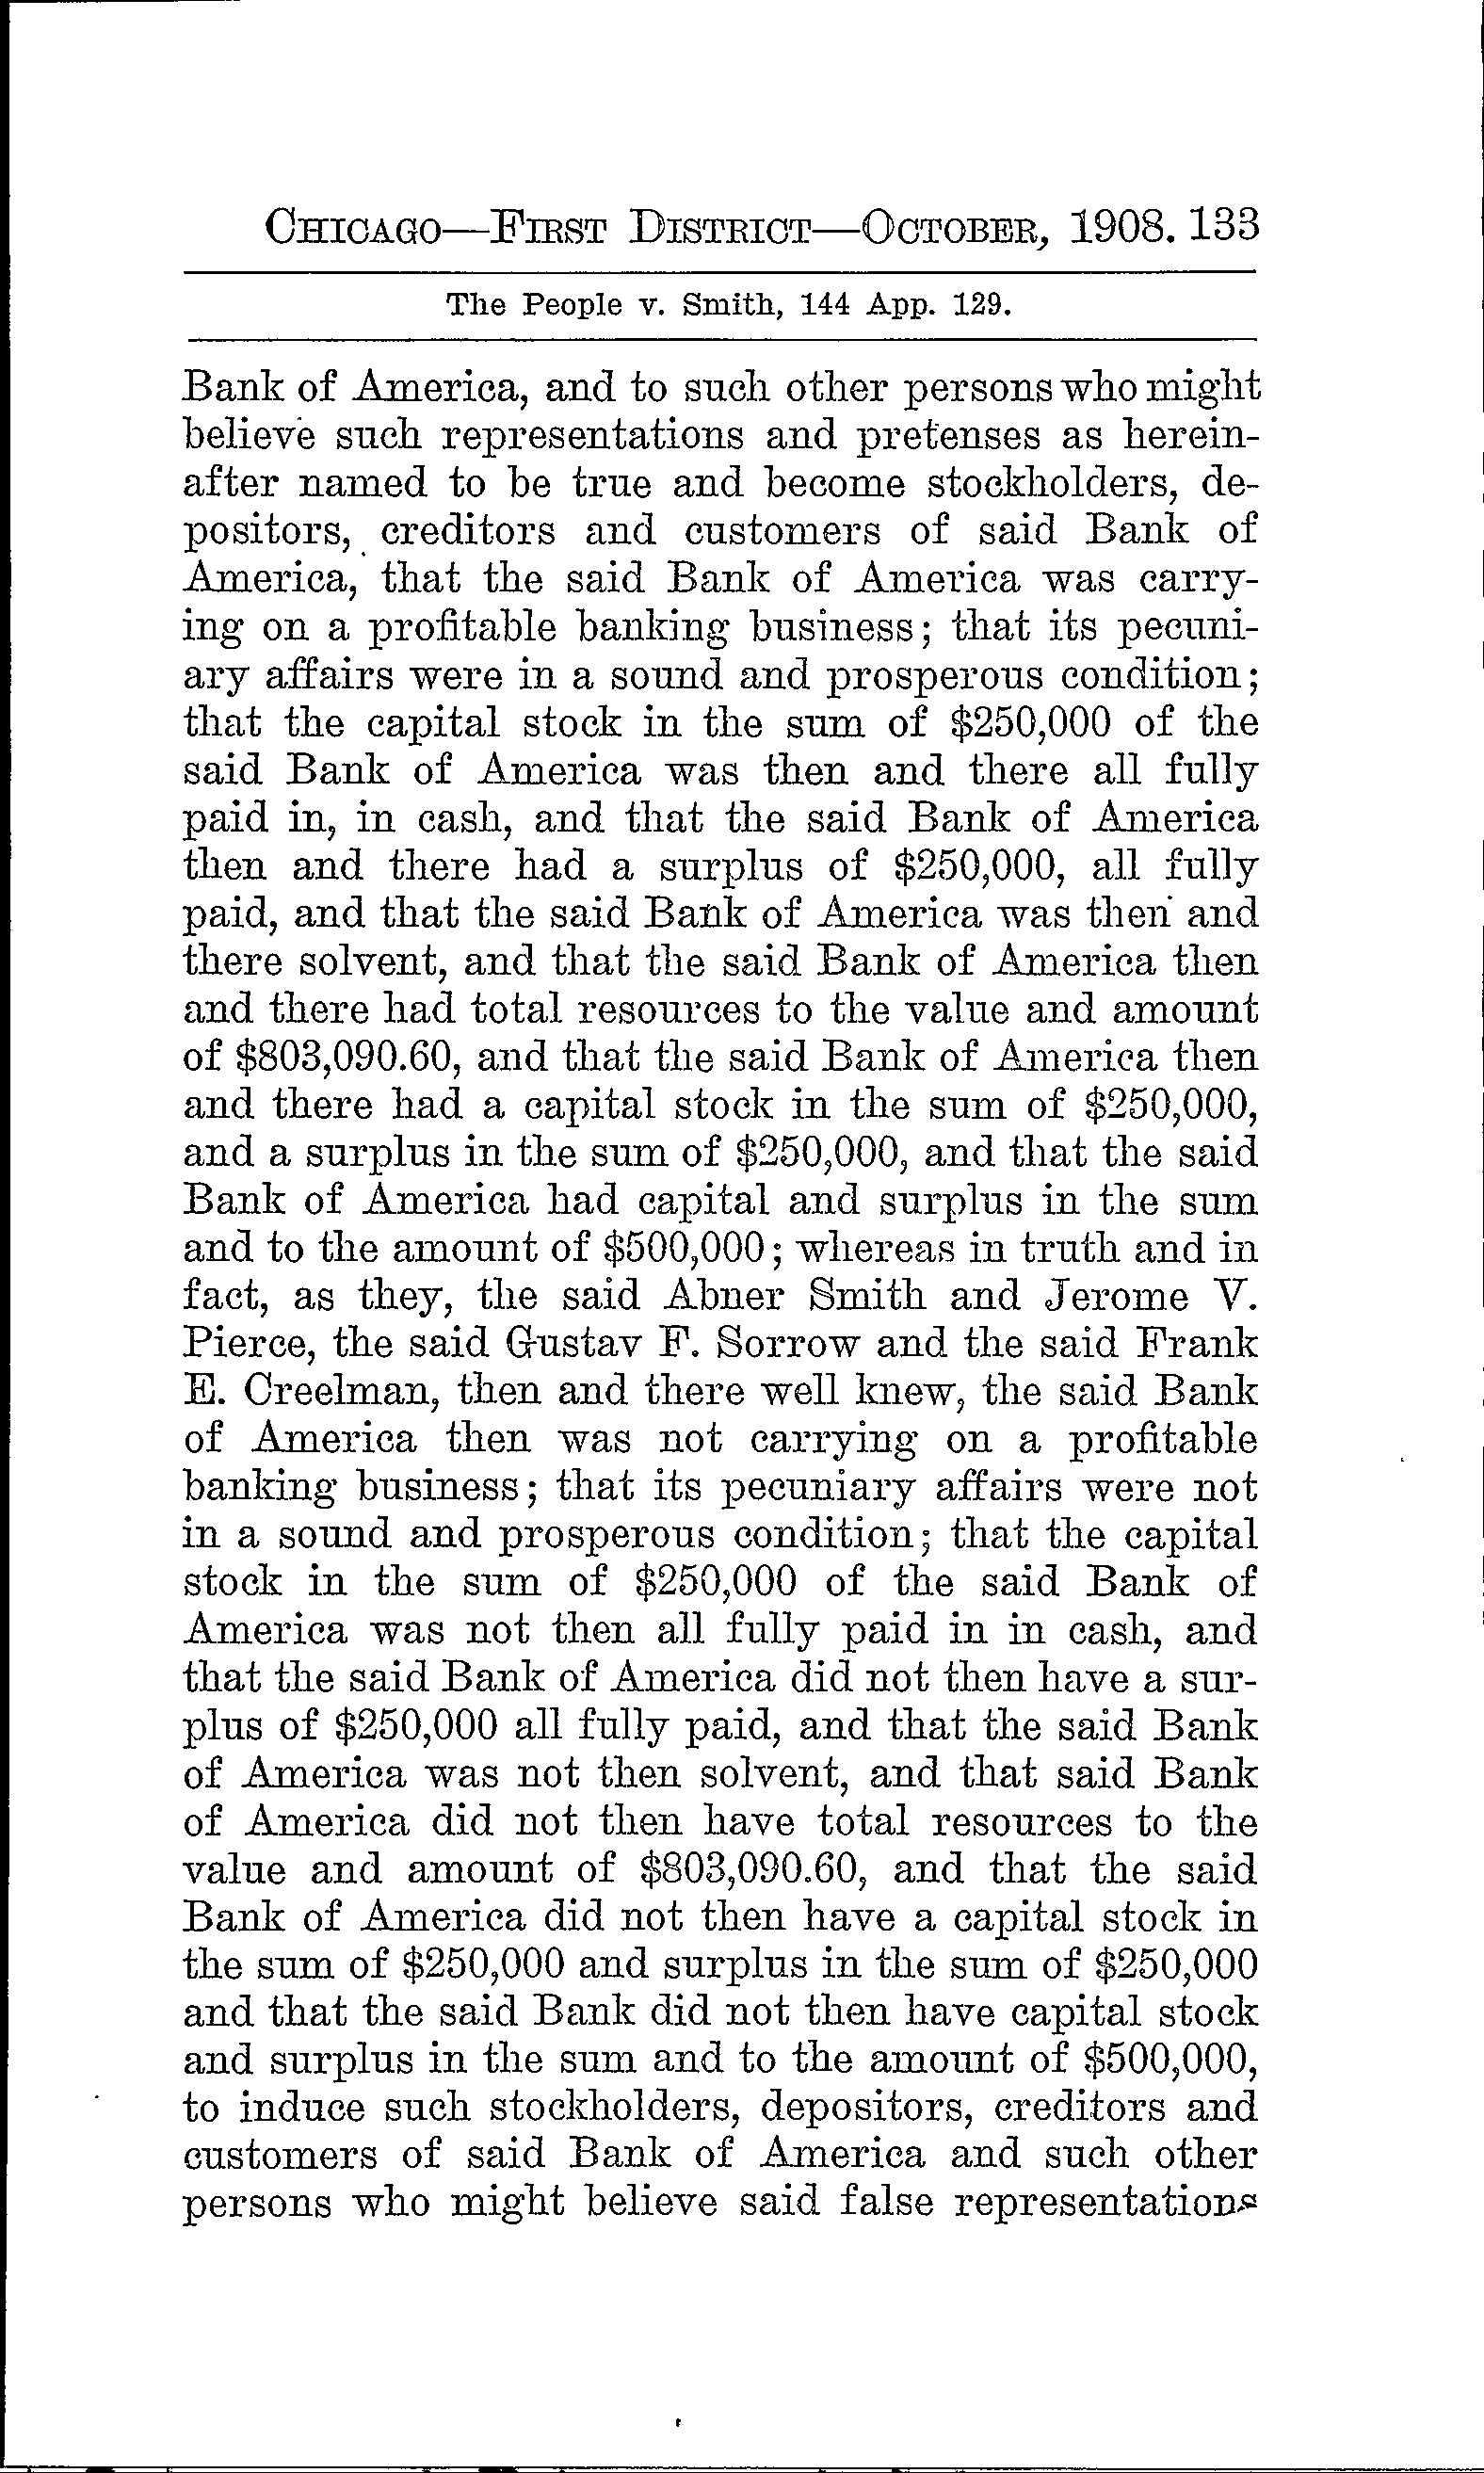 CHICAGO—FIRST DISTRICT—OCTOBER, 1908. 133
The People v. Smith, 144 App. 129.
Bank of America, and to such other persons who might
believe such representations and pretenses as herein-
after named to be true and become stockholders, de-
positors, creditors and customers of said Bank of
America, that the said Bank of America was carry-
ing on a profitable banking business; that its pecuni-
ary affairs were in a sound and prosperous condition;
that the capital stock in the sum of $250,000 of the
said Bank of America was then and there all fully
paid in, in cash, and that the said Bank of America
then and there had a surplus of $250,000, all fully
paid, and that the said Bank of America was then and
there solvent, and that the said Bank of America then
and there had total resources to the value and amount
of $803,090.60, and that the said Bank of America then
and there had a capital stock in the sum of $250,000,
and a surplus in the sum of $250,000, and that the said
Bank of America had capital and surplus in the sum
and to the amount of $500,000; whereas in truth and in
fact, as they, the said Abner Smith and Jerome V.
Pierce, the said Gustav F. Sorrow and the said Frank
E. Creelman, then and there well knew, the said Bank
of America then was not carrying on a profitable
banking business; that its pecuniary affairs were not
in a sound and prosperous condition; that the capital
stock in the sum of $250,000 of the said Bank of
America was not then all fully paid in in cash, and
that the said Bank of America did not then have a sur-
plus of $250,000 all fully paid, and that the said Bank
of America was not then solvent, and that said Bank
of America did not then have total resources to the
value and amount of $803,090.60, and that the said
Bank of America did not then have a capital stock in
the sum of $250,000 and surplus in the sum of $250,000
and that the said Bank did not then have capital stock
and surplus in the sum and to the amount of $500,000,
to induce such stockholders, depositors, creditors and
customers of said Bank of America and such other
persons who might believe said false representations